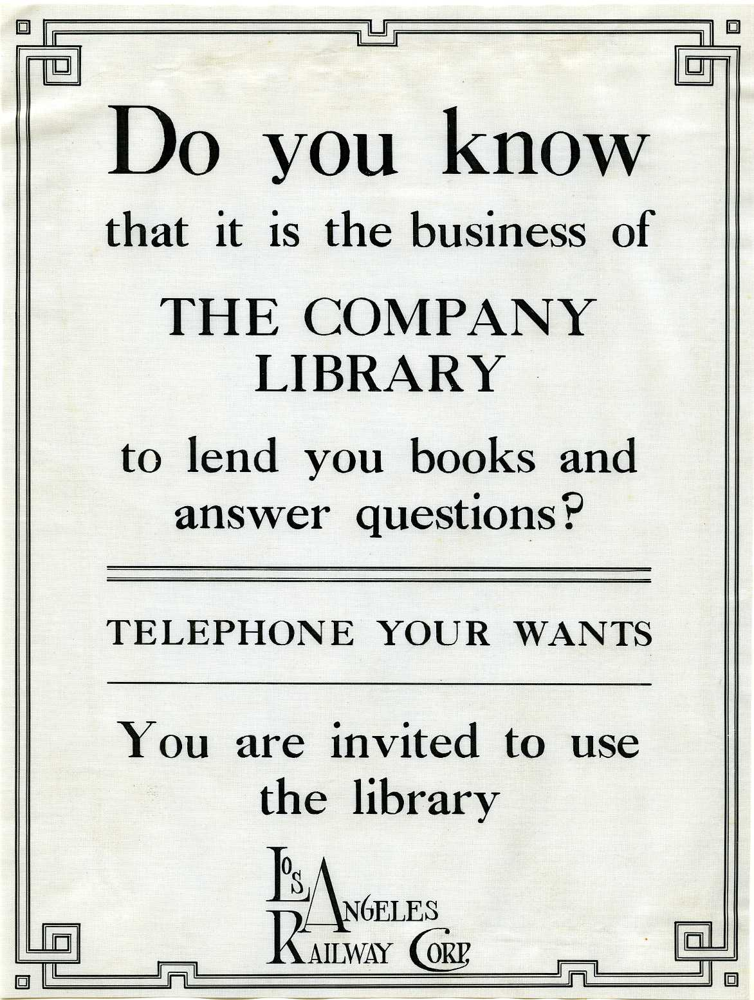 Do you know
that it is the business of
THE COMPANY
LIBRARY
to lend you books and
answer questions?
TELEPHONE YOUR WANTS
You are invited to use
the library
Los Angeles
Railway Corp.